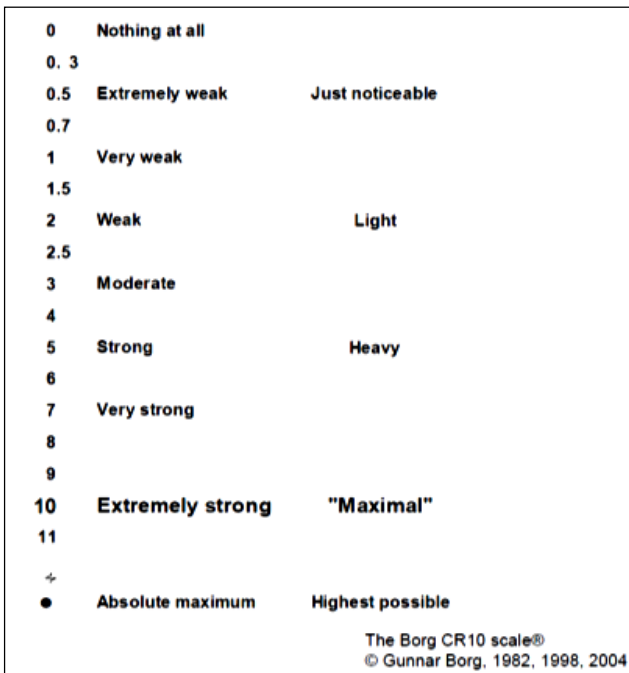 0 Nothing at all
0. 3
0.5 Extremely weak Just noticeable
0.7
1 Very weak
1.5
2 Weak Light
2.5
3 Moderate
4
5 Strong Heavy
6
7 Very strong
8
9
10 Extremely strong "Maximal"
11
● Absolute maximum Highest possible
The Borg CR10 scale®
© Gunnar Borg, 1982, 1998, 2004